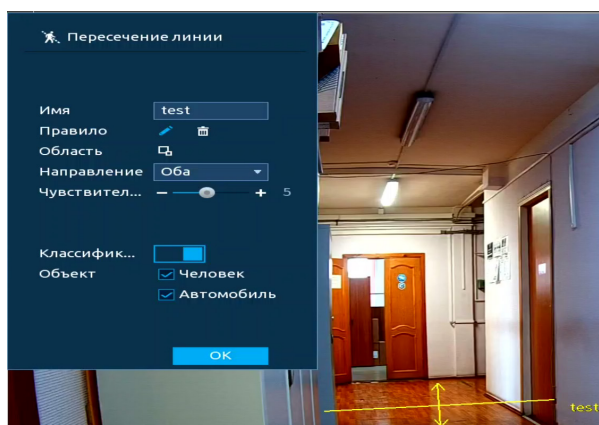 Пересечение линии
Имя test
Правило
Область
Направление Оба
Чувствител... 5
Классифик...
Объект Человек
Автомобиль
OK
test